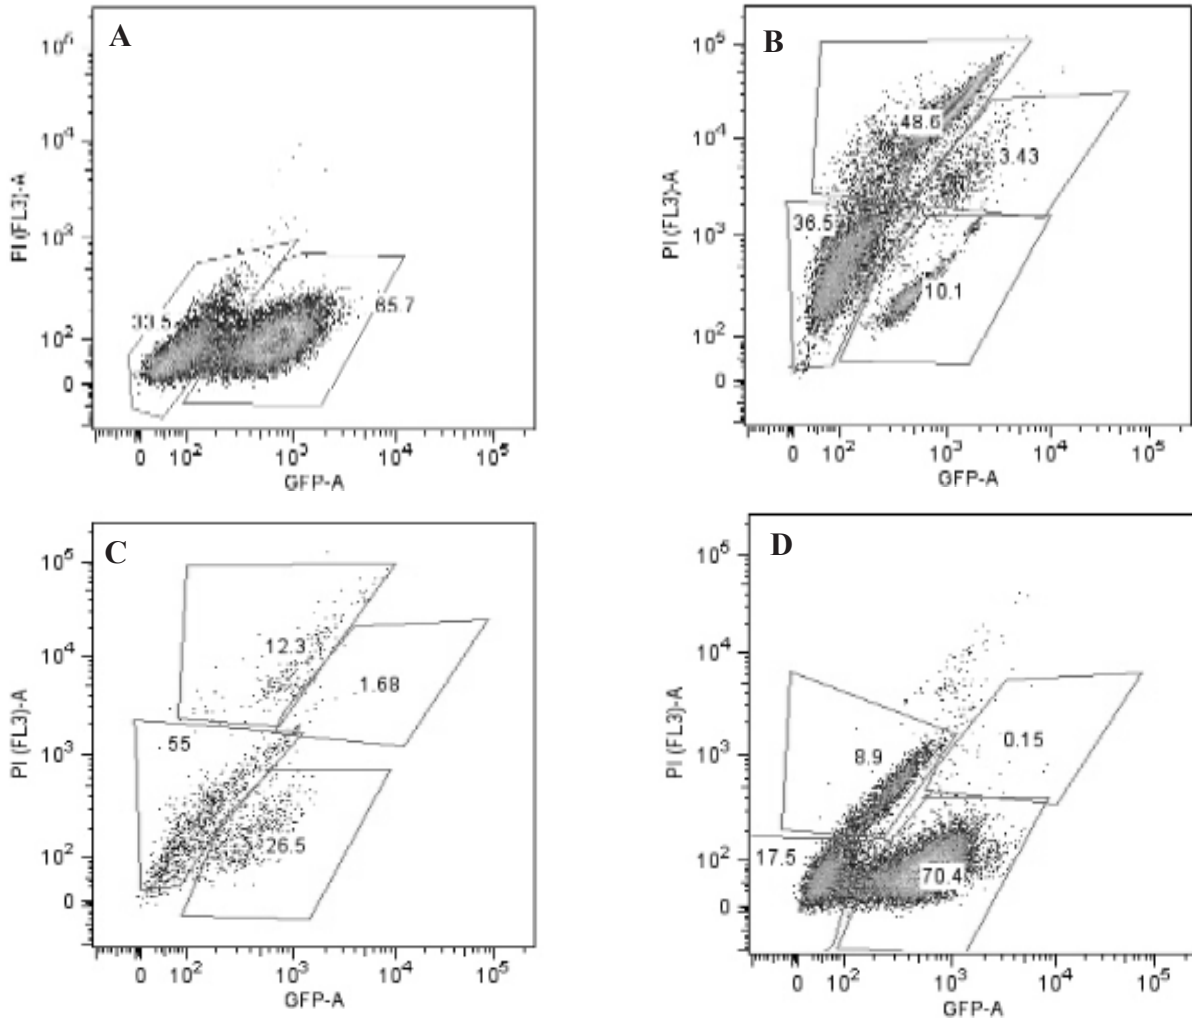 A
10⁶
10⁴
10³
10²
0
PI (FL3)-A
33.5
65.7
0 10² 10³ 10⁴ 10⁵
GFP-A
B
10⁵
10⁴
10³
10²
0
PI (FL3)-A
48.6
3.43
36.5
10.1
0 10² 10³ 10⁴ 10⁵
GFP-A
C
10⁵
10⁴
10³
10²
0
PI (FL3)-A
12.3
1.68
55
26.5
0 10² 10³ 10⁴ 10⁵
GFP-A
D
10⁵
10⁴
10³
10²
0
PI (FL3)-A
8.9
0.15
17.5
70.4
0 10² 10³ 10⁴ 10⁵
GFP-A